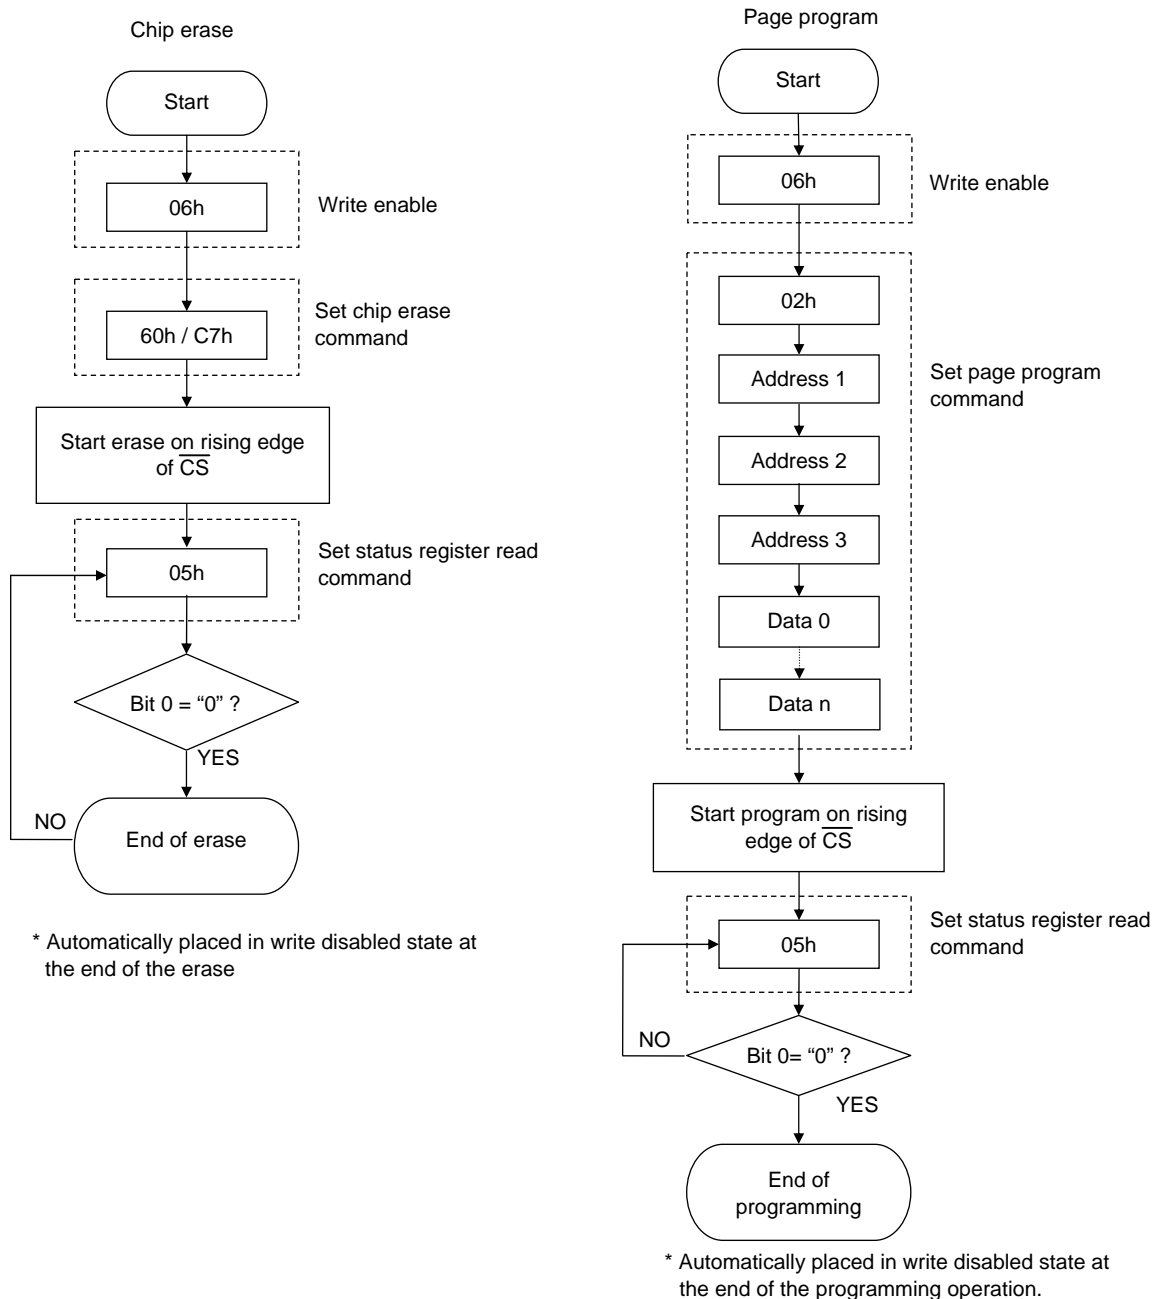 Chip erase
Start
06h
Write enable
60h / C7h
Set chip erase
command
Start erase on rising edge
of C̅S̅
05h
Set status register read
command
Bit 0 = “0” ?
YES
NO
End of erase
* Automatically placed in write disabled state at
the end of the erase
Page program
Start
06h
Write enable
02h
Address 1
Address 2
Address 3
Data 0
Data n
Set page program
command
Start program on rising
edge of C̅S̅
05h
Set status register read
command
NO
Bit 0= “0” ?
YES
End of
programming
* Automatically placed in write disabled state at
the end of the programming operation.